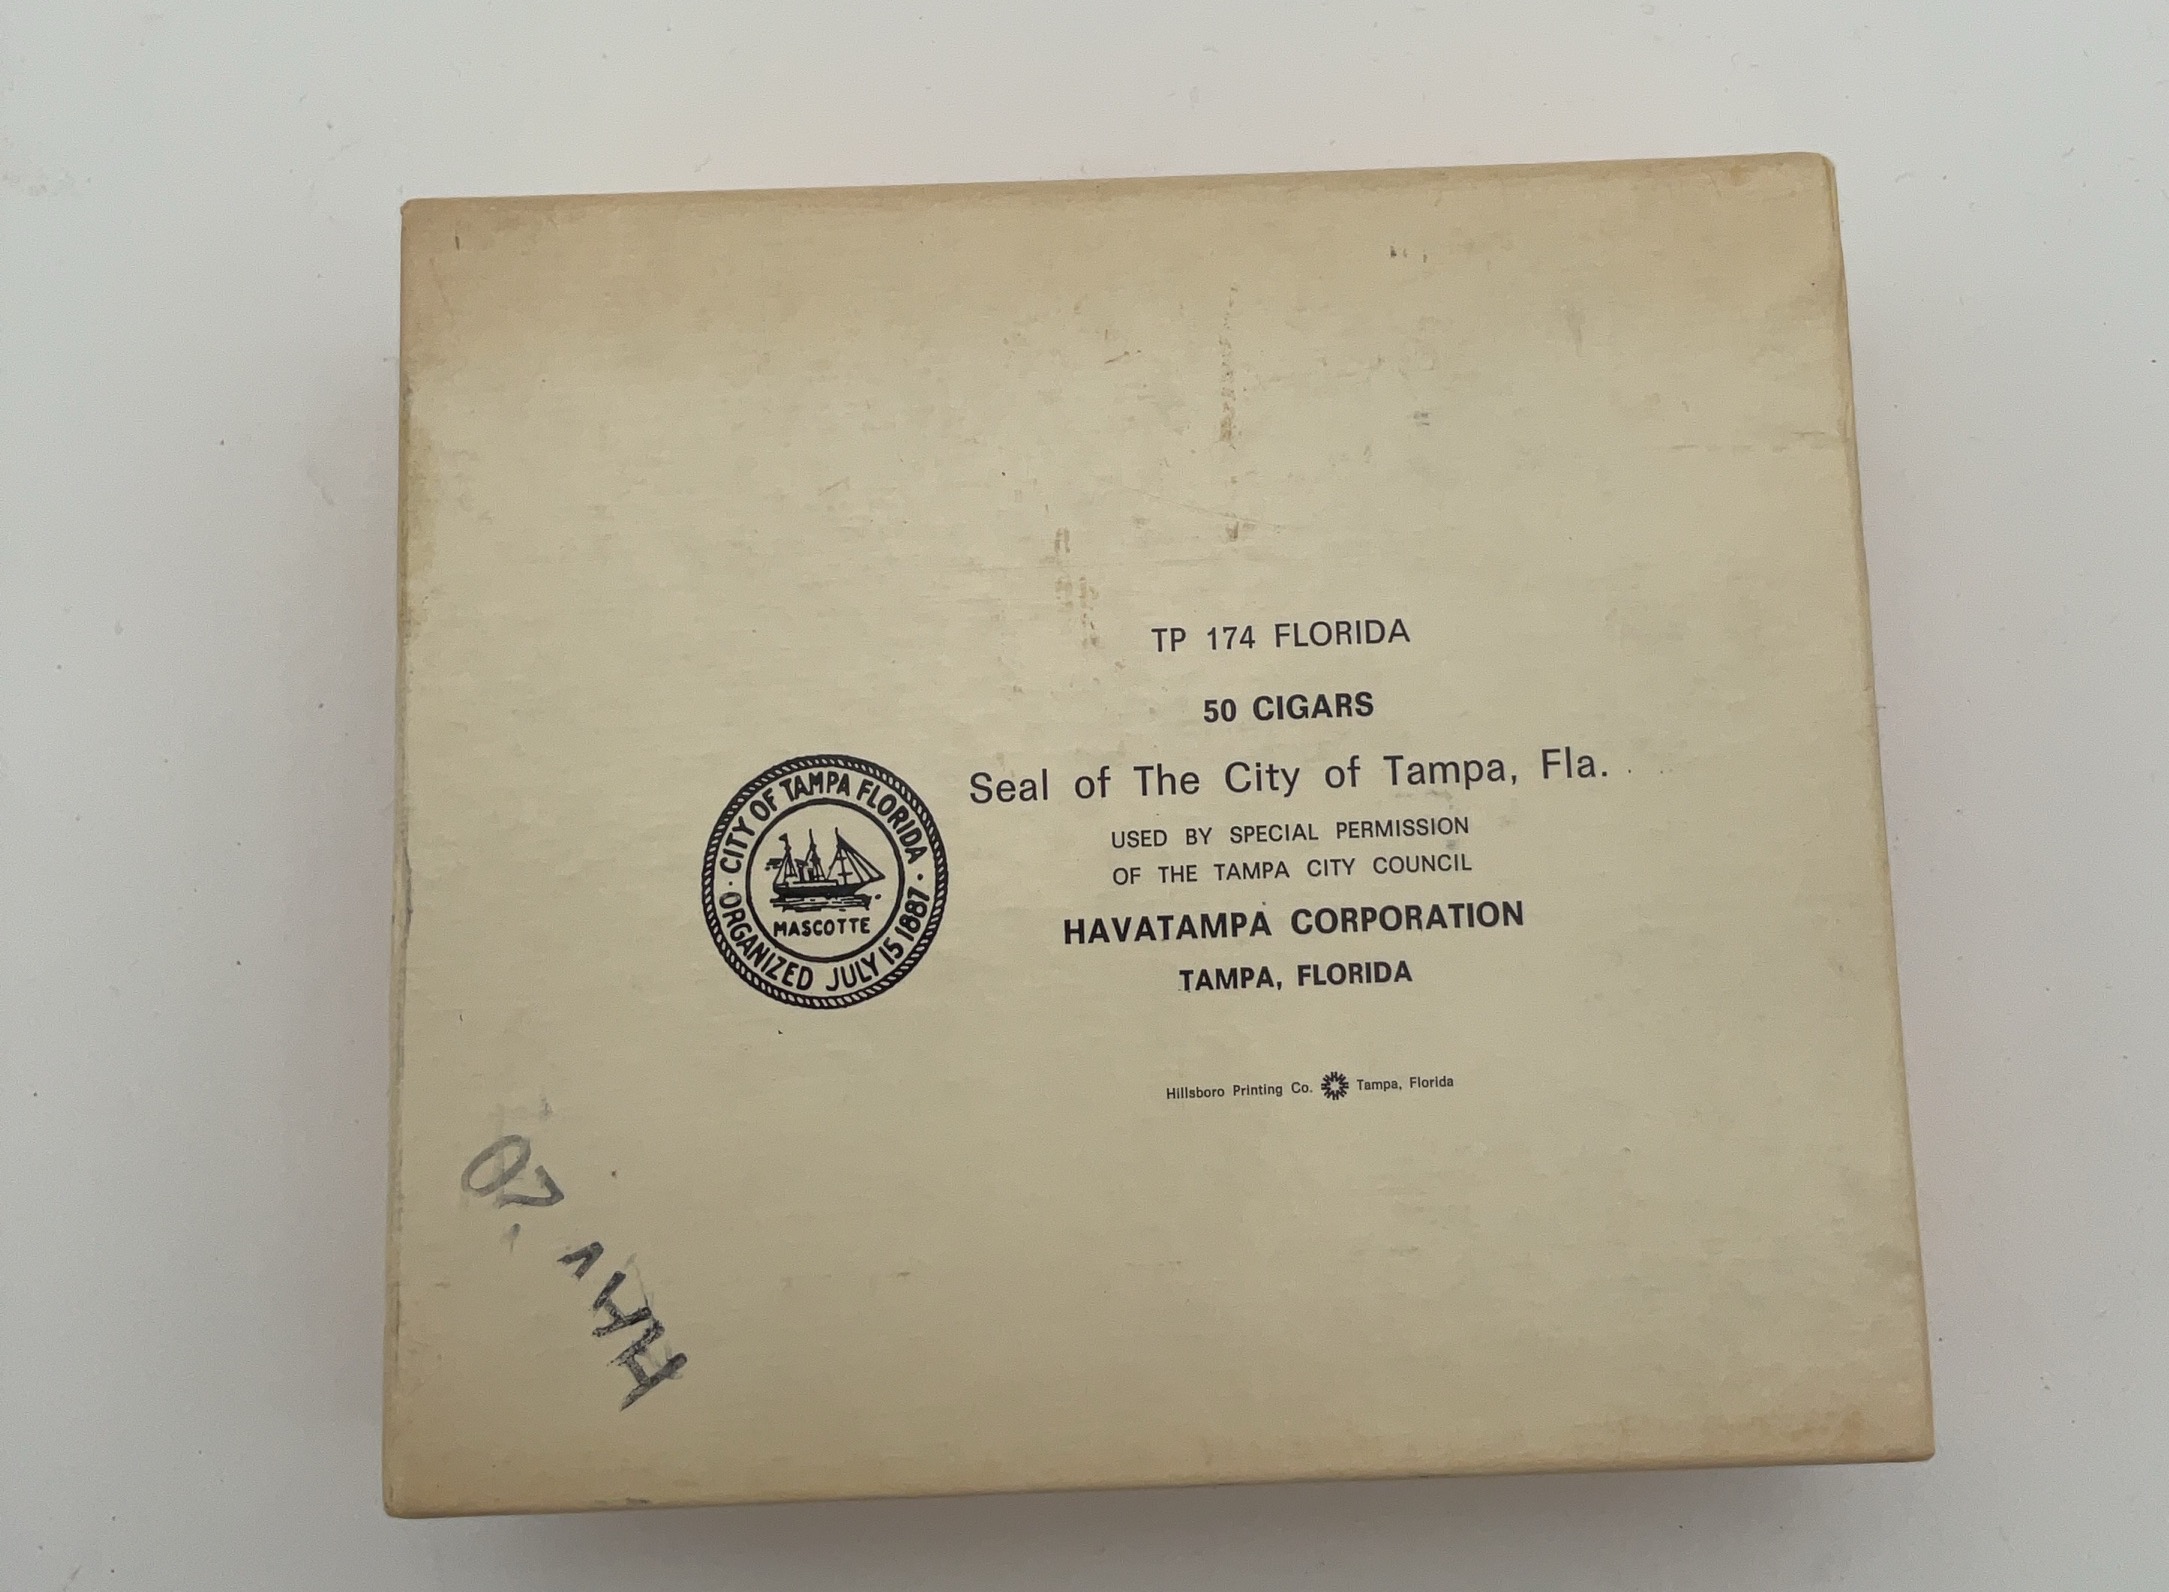 TP 174 FLORIDA
50 CIGARS
Seal of The City of Tampa, Fla.
USED BY SPECIAL PERMISSION
OF THE TAMPA CITY COUNCIL
HAVATAMPA CORPORATION
TAMPA, FLORIDA
· CITY OF TAMPA FLORIDA ·
MASCOTTE
ORGANIZED JULY 15 1887
Hillsboro Printing Co. Tampa, Florida